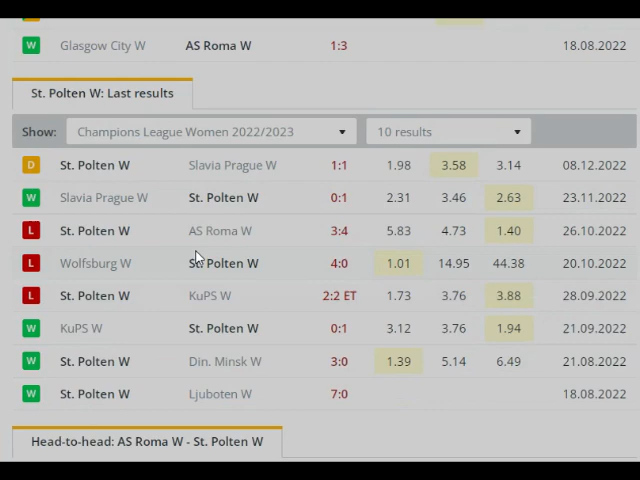 W Glasgow City W AS Roma W 1:3 18.08.2022
St. Polten W: Last results
Show: Champions League Women 2022/2023 10 results
D St. Polten W Slavia Prague W 1:1 1.98 3.58 3.14 08.12.2022
W Slavia Prague W St. Polten W 0:1 2.31 3.46 2.63 23.11.2022
L St. Polten W AS Roma W 3:4 5.83 4.73 1.40 26.10.2022
L Wolfsburg W St. Polten W 4:0 1.01 14.95 44.38 20.10.2022
L St. Polten W KuPS W 2:2 ET 1.73 3.76 3.88 28.09.2022
W KuPS W St. Polten W 0:1 3.12 3.76 1.94 21.09.2022
W St. Polten W Din. Minsk W 3:0 1.39 5.14 6.49 21.08.2022
W St. Polten W Ljuboten W 7:0 18.08.2022
Head-to-head: AS Roma W - St. Polten W